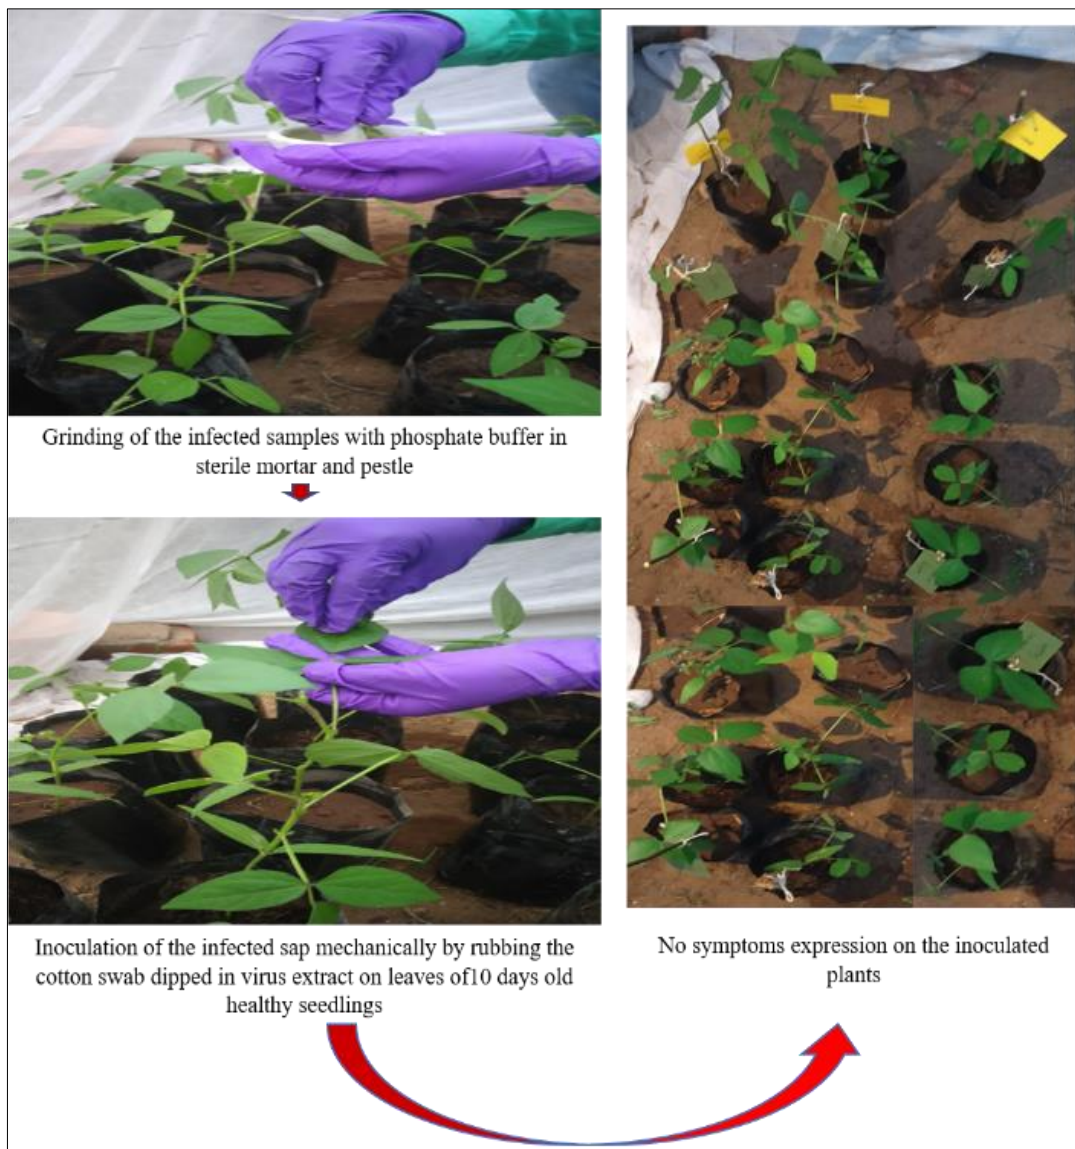 Grinding of the infected samples with phosphate buffer in
sterile mortar and pestle
Inoculation of the infected sap mechanically by rubbing the
cotton swab dipped in virus extract on leaves of10 days old
healthy seedlings
No symptoms expression on the inoculated
plants